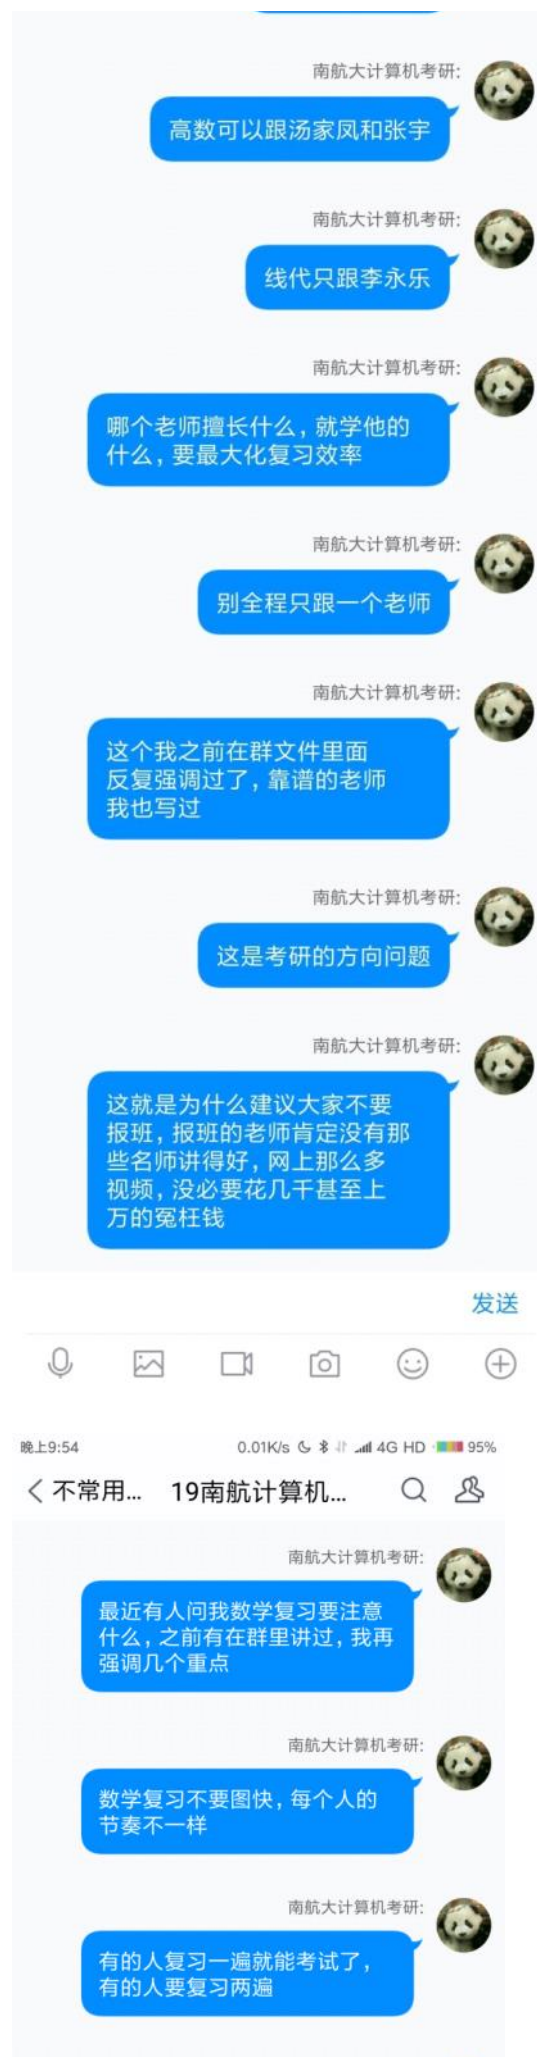 南航大计算机考研:
高数可以跟汤家凤和张宇
南航大计算机考研:
线代只跟李永乐
南航大计算机考研:
哪个老师擅长什么，就学他的
什么，要最大化复习效率
南航大计算机考研:
别全程只跟一个老师
南航大计算机考研:
这个我之前在群文件里面
反复强调过了，靠谱的老师
我也写过
南航大计算机考研:
这是考研的方向问题
南航大计算机考研:
这就是为什么建议大家不要
报班，报班的老师肯定没有那
些名师讲得好，网上那么多
视频，没必要花几千甚至上
万的冤枉钱
发送
晚上9:54 0.01K/s 4G HD 95%
不常用... 19南航计算机...
南航大计算机考研:
最近有人问我数学复习要注意
什么，之前有在群里讲过，我再
强调几个重点
南航大计算机考研:
数学复习不要图快，每个人的
节奏不一样
南航大计算机考研:
有的人复习一遍就能考试了，
有的人要复习两遍